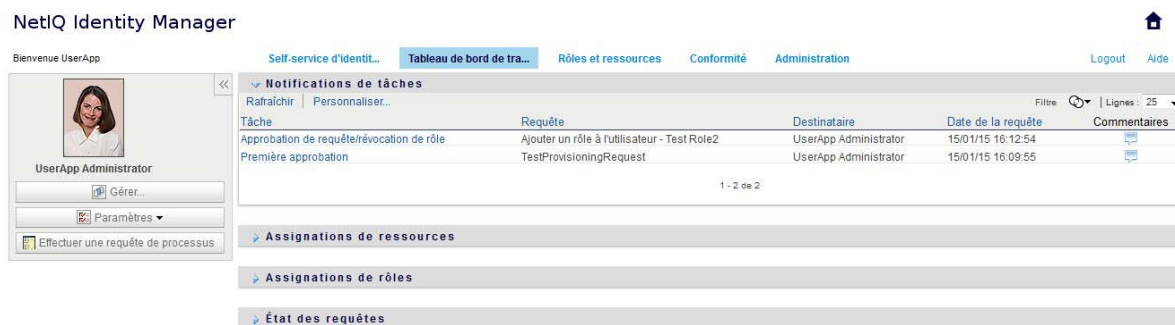 NetIQ Identity Manager
Bienvenue UserApp
Self-service d'identit... Tableau de bord de tra... Rôles et ressources Conformité Administration Logout Aide
UserApp Administrator
Gérer...
Paramètres
Effectuer une requête de processus
Notifications de tâches
Rafraîchir Personnaliser... Filtre Lignes : 25
Tâche Requête Destinataire Date de la requête Commentaires
Approbation de requête/révocation de rôle Ajouter un rôle à l'utilisateur - Test Role2 UserApp Administrator 15/01/15 16:12:54
Première approbation TestProvisioningRequest UserApp Administrator 15/01/15 16:09:55
1 - 2 de 2
Assignations de ressources
Assignations de rôles
État des requêtes